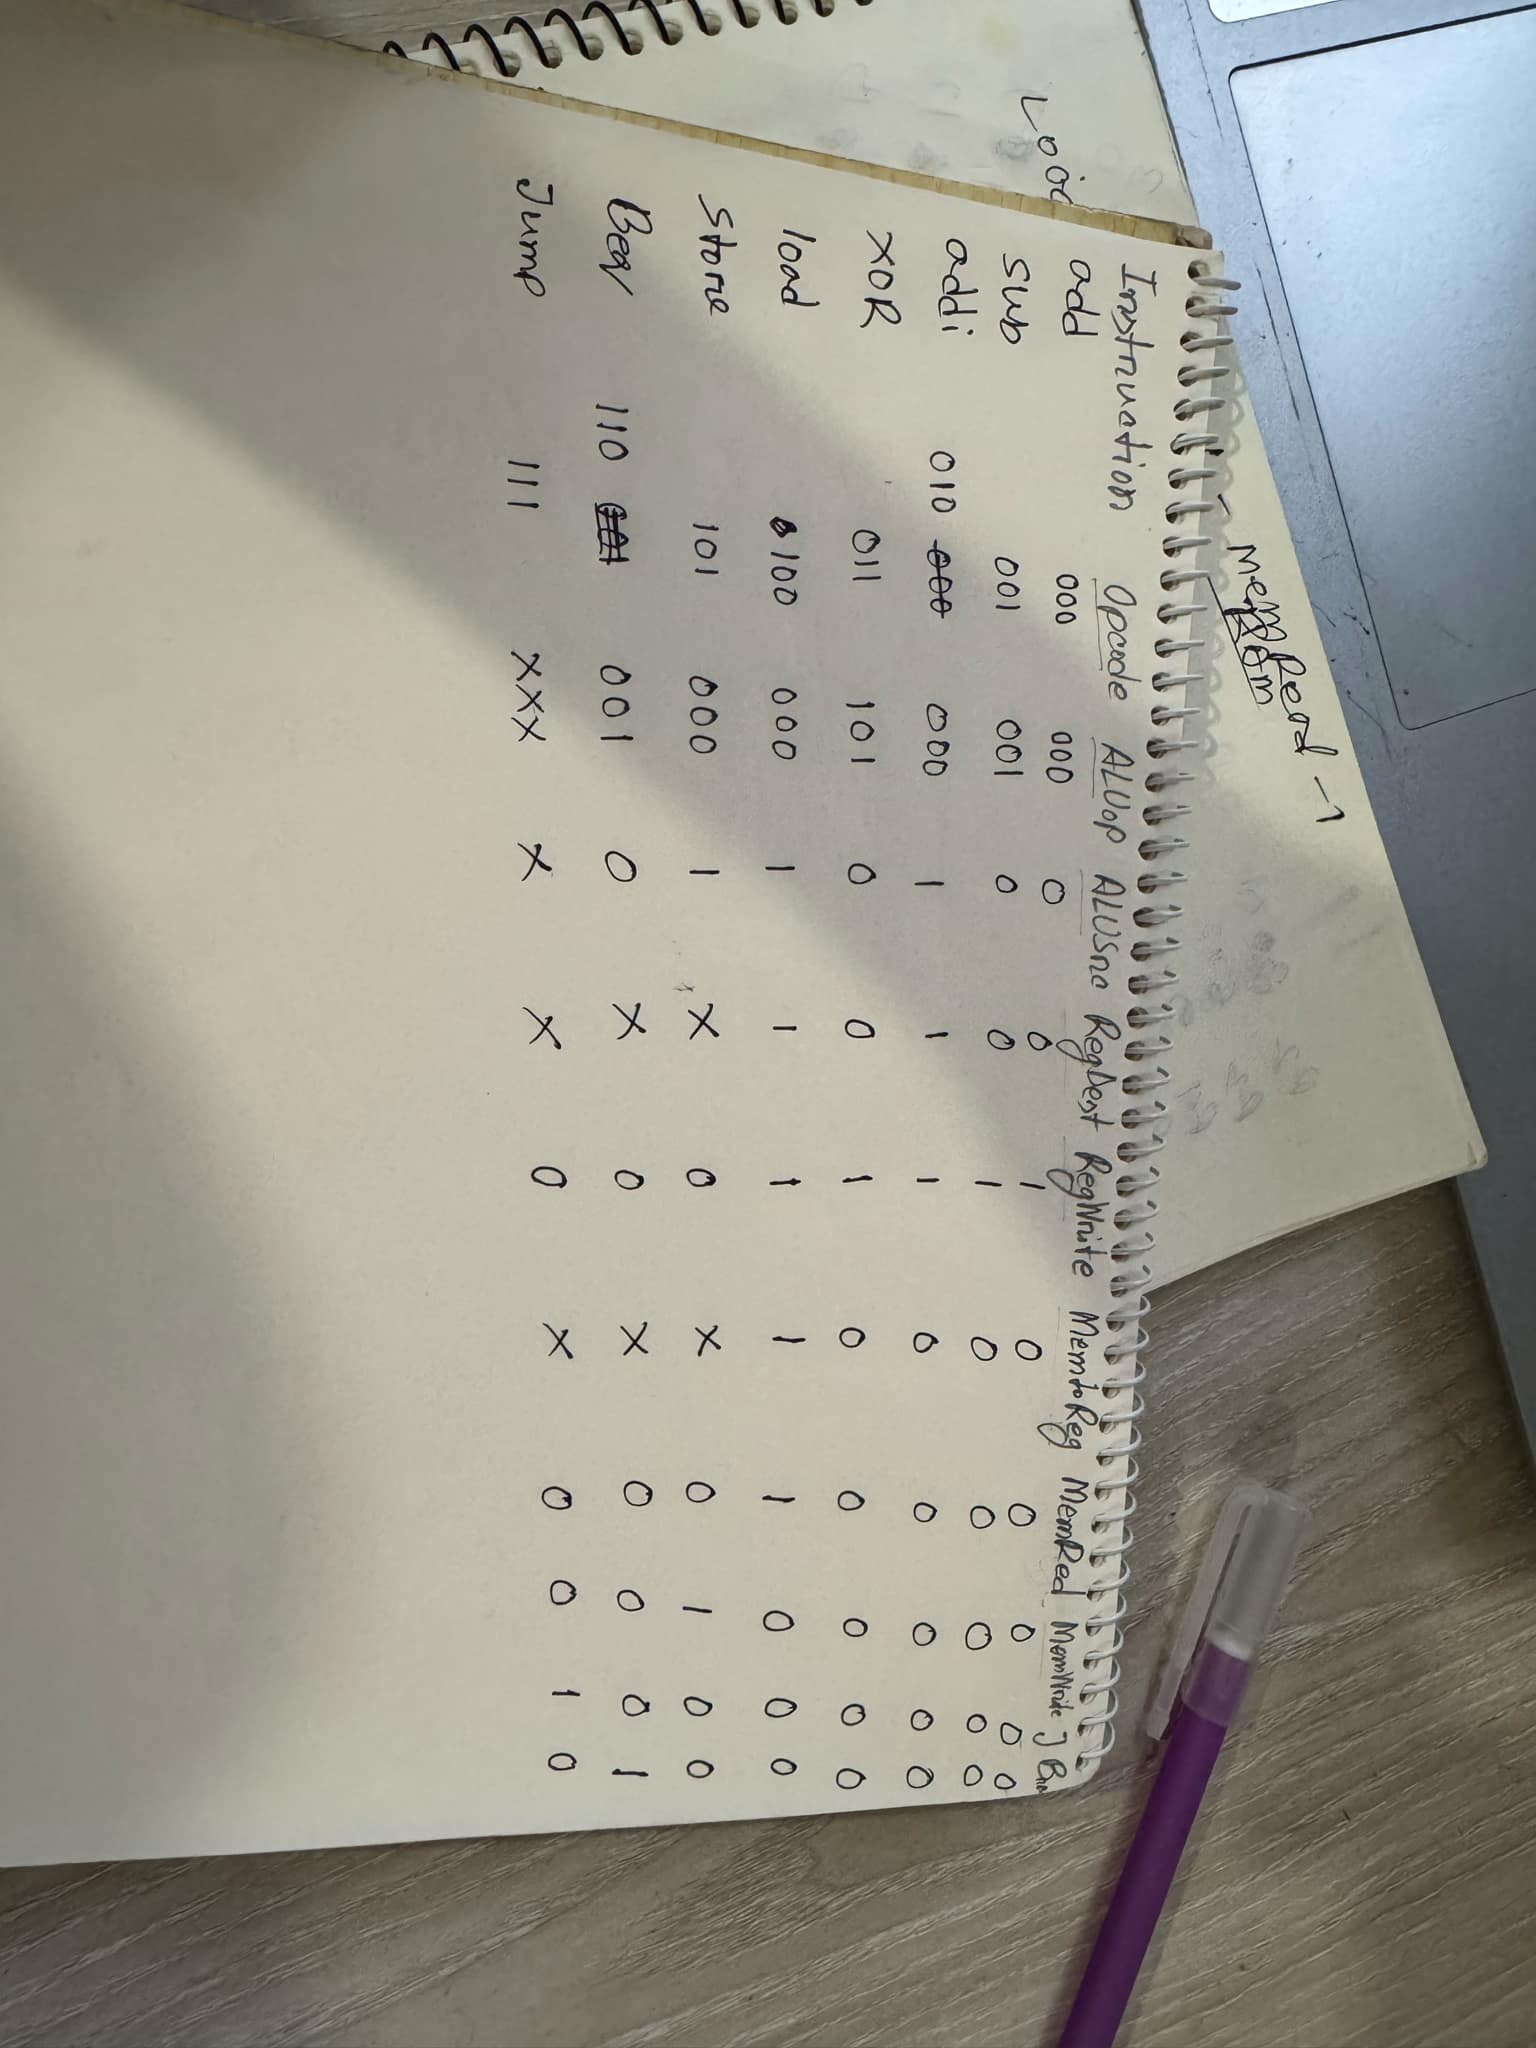 - MemRead - 1
ROM
Looc
Instruction Opcode ALUop ALUSrc RegDest RegWrite MemtoReg MemRed MemWrite J Bra
add 000 000 0 0 1 0 0 0 0 0
sub 001 001 0 0 1 0 0 0 0 0
addi 010 000 000 1 1 1 0 0 0 0 0
XOR 011 101 0 0 1 0 0 0 0 0
load 100 000 1 1 1 1 1 0 0 0
store 101 000 1 X 0 X 0 1 0 0
Beq 110 001 001 0 X 0 X 0 0 0 1
Jump 111 XXX X X 0 X 0 0 1 0